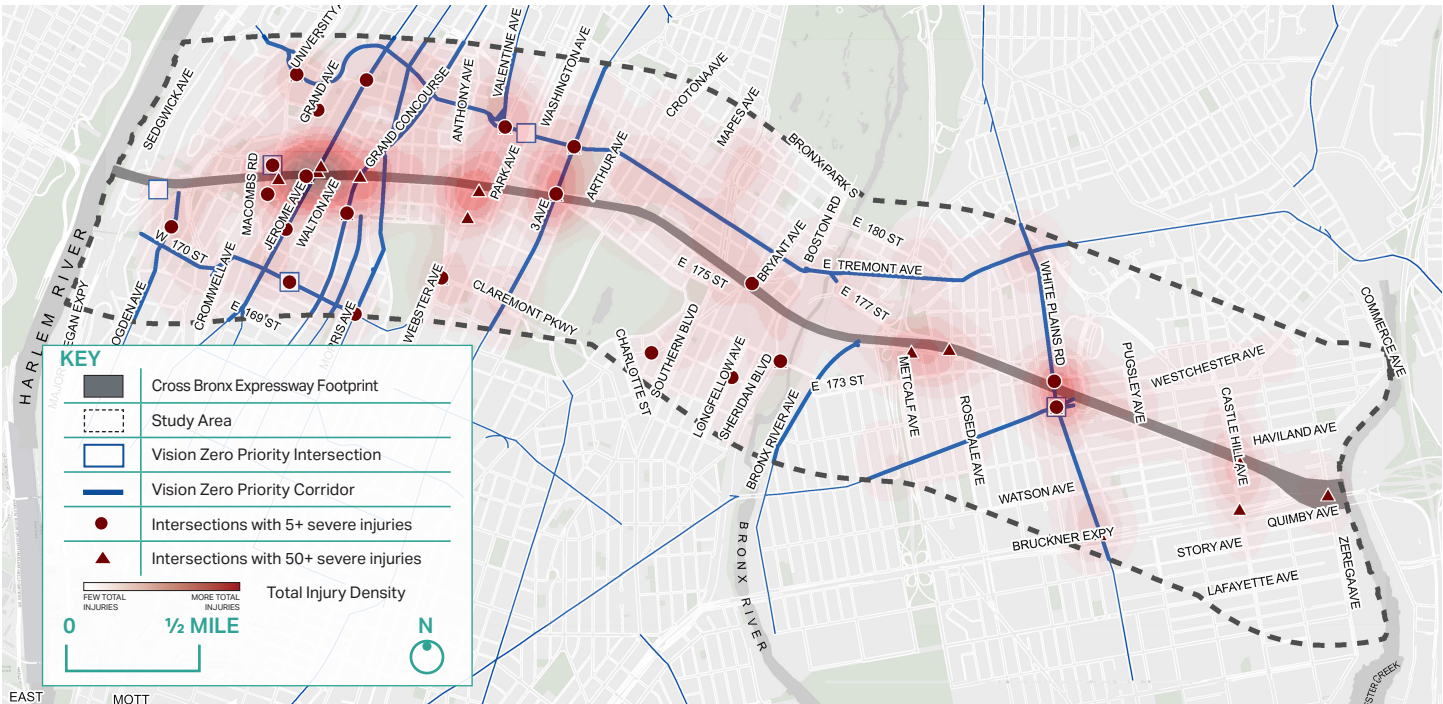 UNIVERSITY A
GRAND AVE
SEDGWICK AVE
GRAND CONCOURSE
ANTHONY AVE
VALENTINE AVE
WASHINGTON AVE
CROTONA AVE
MAPES AVE
BRONX PARK S
MACOMBS RD
JEROME AVE
WALTON AVE
PARK AVE
3 AVE
ARTHUR AVE
E 180 ST
BOSTON RD
BRYANT AVE
E TREMONT AVE
E 175 ST
E 177 ST
W 170 ST
HARLEM RIVER
EGAN EXPY
MAJOR
OGDEN AVE
CROMWELL AVE
E 169 ST
MORRIS AVE
WEBSTER AVE
CLAREMONT PKWY
CHARLOTTE ST
SOUTHERN BLVD
LONGFELLOW AVE
SHERIDAN BLVD
E 173 ST
BRONX RIVER AVE
METCALF AVE
ROSEDALE AVE
WHITE PLAINS RD
PUGSLEY AVE
WESTCHESTER AVE
COMMERCE AVE
CASTLE HILL AVE
HAVILAND AVE
WATSON AVE
QUIMBY AVE
BRUCKNER EXPY
STORY AVE
LAFAYETTE AVE
ZEREGA AVE
BRONX RIVER
STER CREEK
KEY
Cross Bronx Expressway Footprint
Study Area
Vision Zero Priority Intersection
Vision Zero Priority Corridor
Intersections with 5+ severe injuries
Intersections with 50+ severe injuries
FEW TOTAL
INJURIES
MORE TOTAL
INJURIES
Total Injury Density
0
½ MILE
N
EAST
MOTT